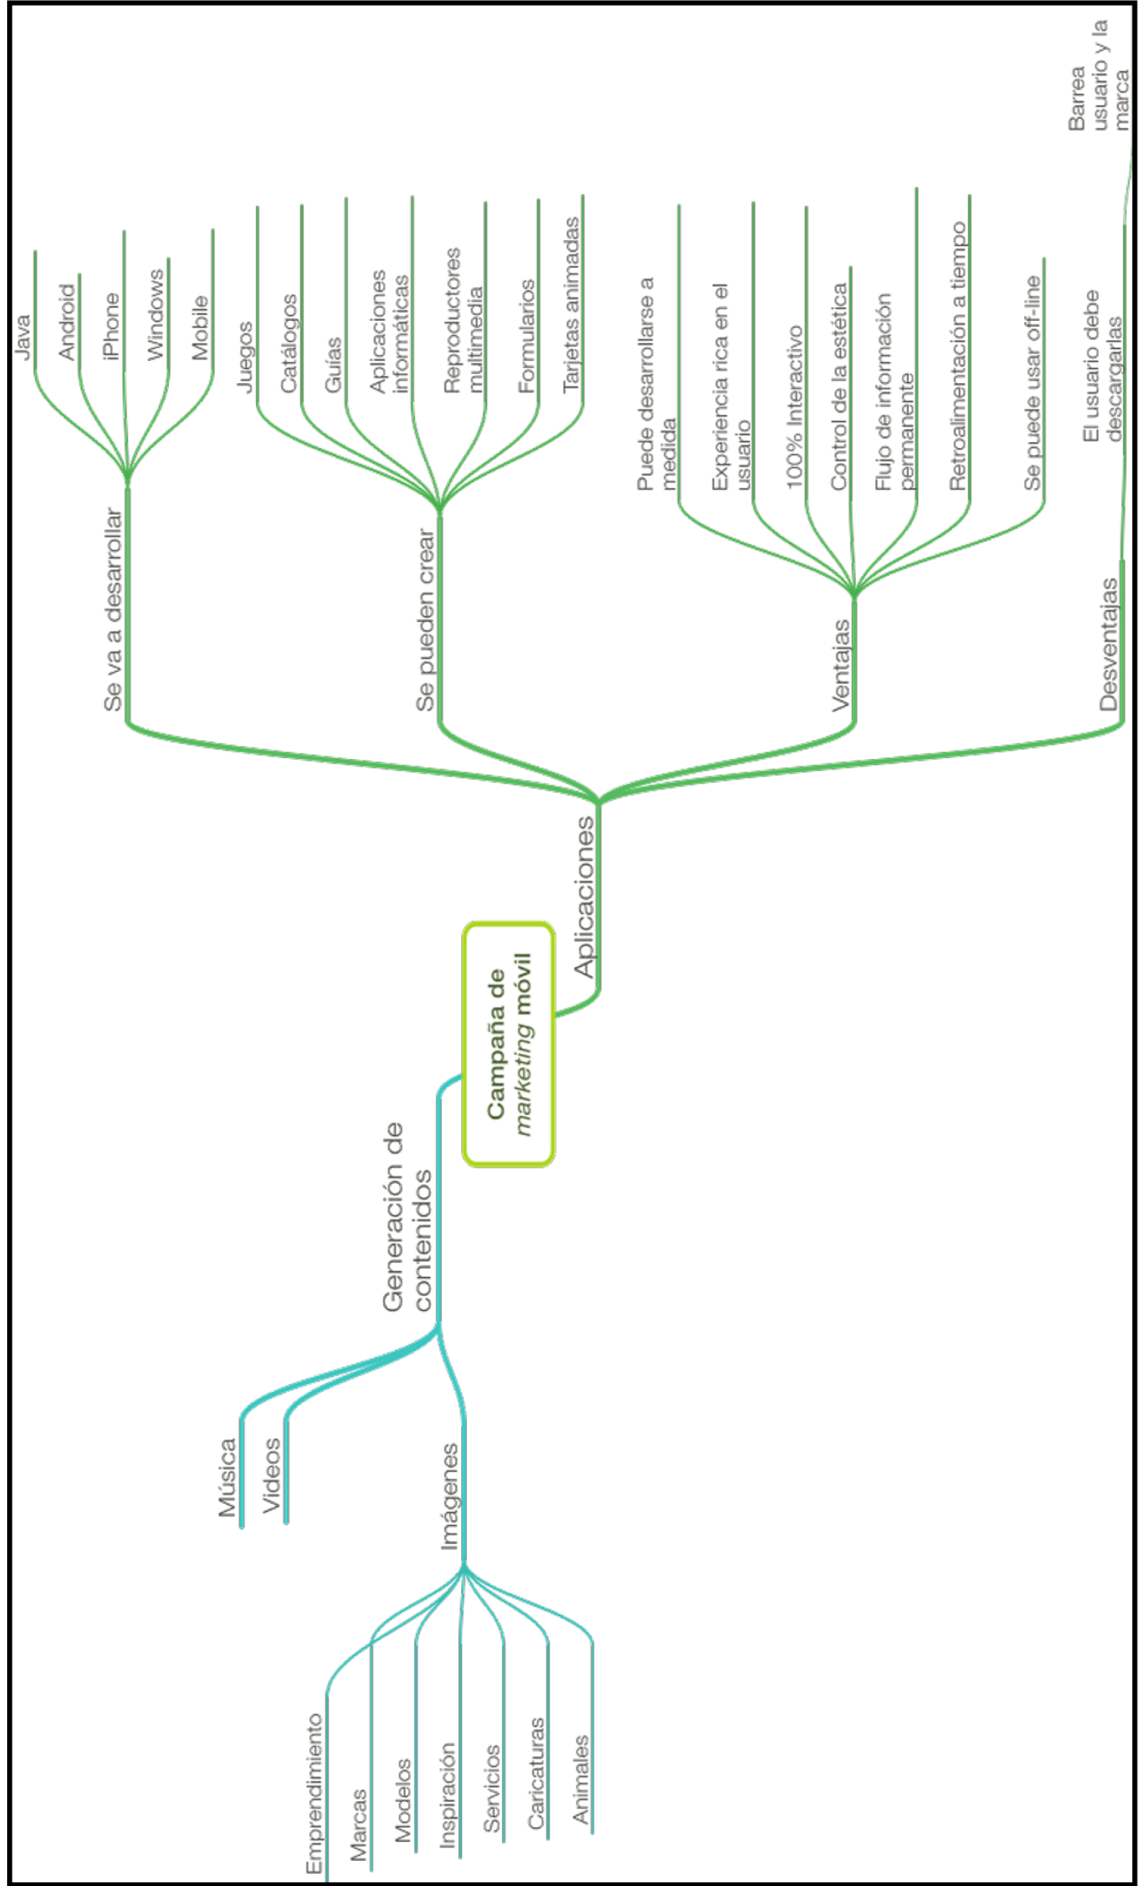 Campaña de
marketing móvil
Generación de
contenidos
Música
Videos
Imágenes
Emprendimiento
Marcas
Modelos
Inspiración
Servicios
Caricaturas
Animales
Aplicaciones
Se va a desarrollar
Java
Android
iPhone
Windows
Mobile
Se pueden crear
Juegos
Catálogos
Guías
Aplicaciones
informáticas
Reproductores
multimedia
Formularios
Tarjetas animadas
Ventajas
Puede desarrollarse a
medida
Experiencia rica en el
usuario
100% Interactivo
Control de la estética
Flujo de información
permanente
Retroalimentación a tiempo
Se puede usar off-line
Desventajas
El usuario debe
descargarlas
Barrea
usuario y la
marca